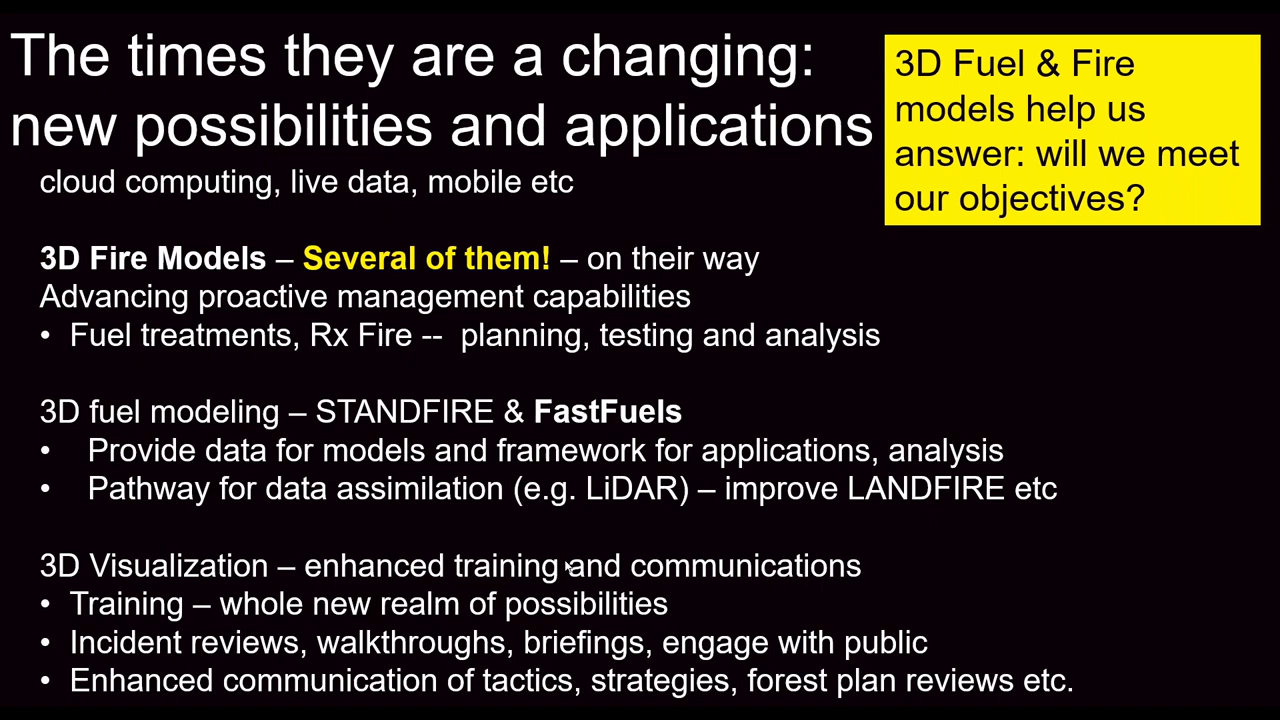 The times they are a changing:
new possibilities and applications
cloud computing, live data, mobile etc
3D Fuel & Fire
models help us
answer: will we meet
our objectives?
3D Fire Models – Several of them! – on their way
Advancing proactive management capabilities
• Fuel treatments, Rx Fire -- planning, testing and analysis
3D fuel modeling – STANDFIRE & FastFuels
• Provide data for models and framework for applications, analysis
• Pathway for data assimilation (e.g. LiDAR) – improve LANDFIRE etc
3D Visualization – enhanced training and communications
• Training – whole new realm of possibilities
• Incident reviews, walkthroughs, briefings, engage with public
• Enhanced communication of tactics, strategies, forest plan reviews etc.